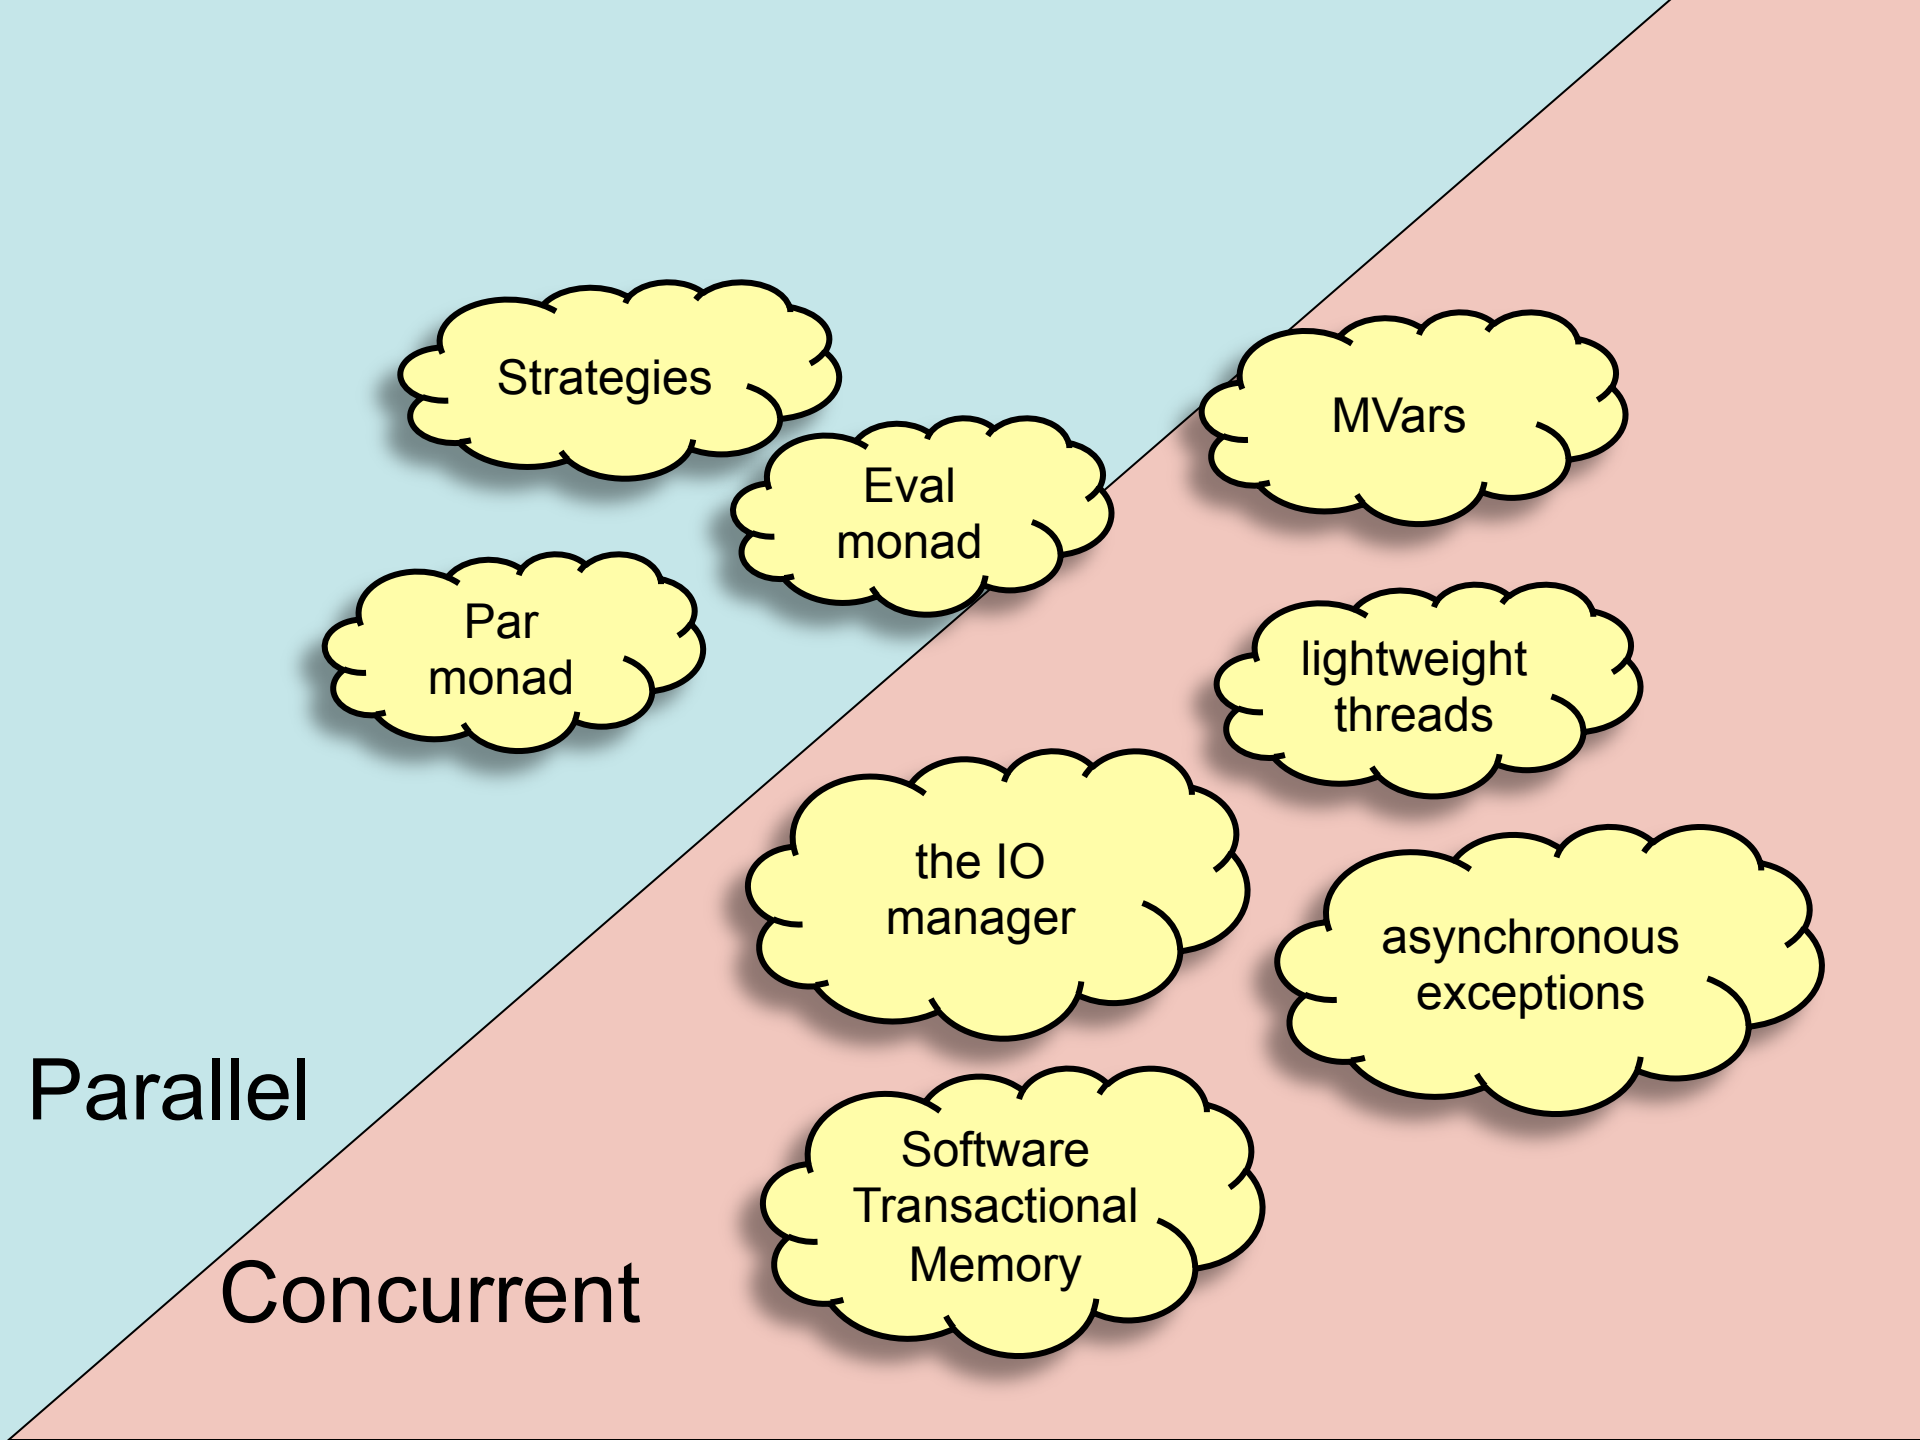 Strategies
MVars
Eval
monad
Par
monad
lightweight
threads
the IO
manager
asynchronous
exceptions
Parallel
Software
Transactional
Memory
Concurrent